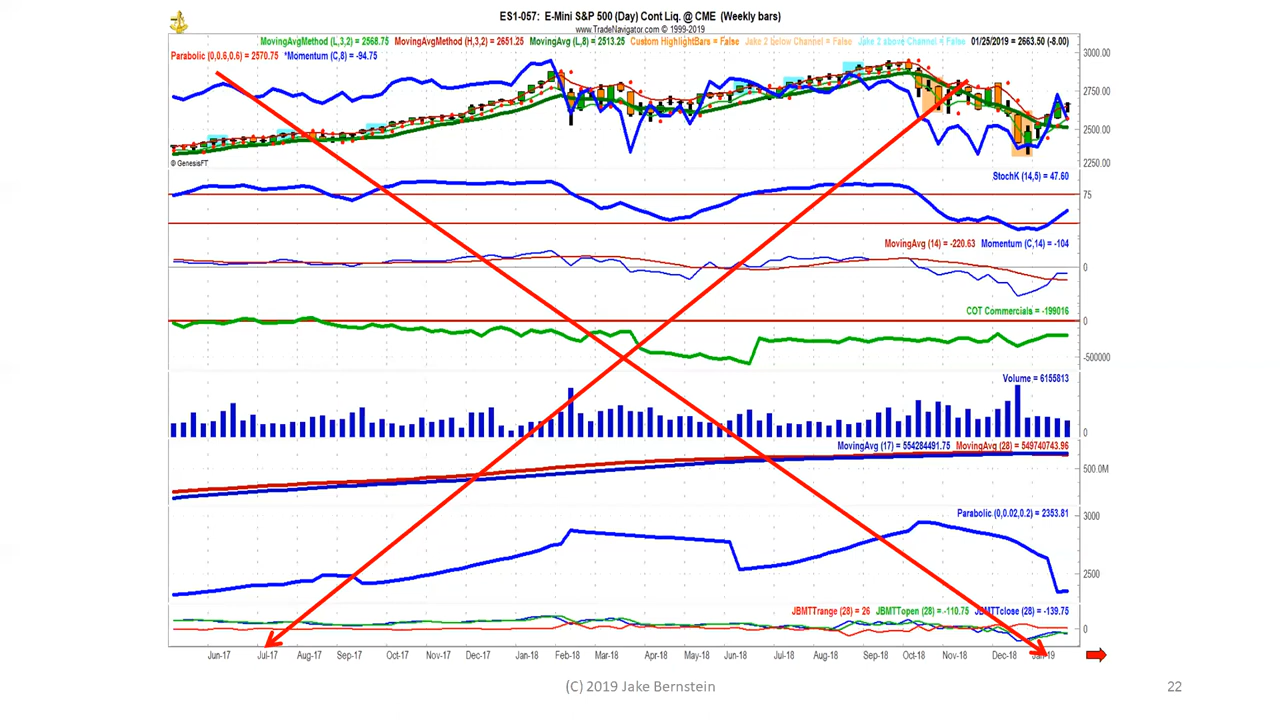 ES1-057: E-Mini S&P 500 (Day) Cont Liq. @ CME (Weekly bars)
www.TradeNavigator.com © 1999-2019
MovingAvgMethod (L,3,2) = 2568.75 MovingAvgMethod (H,3,2) = 2651.25 MovingAvg (L,8) = 2513.25 Custom HighlightBars = False Jake 2 below Channel = False Jake 2 above Channel = False 01/25/2019 = 2663.50 (-8.00)
Parabolic (0,0.6,0.6) = 2570.75 *Momentum (C,8) = -94.75
3000.00
2750.00
2500.00
2250.00
© GenesisFT
StochK (14,5) = 47.60
75
MovingAvg (14) = -220.63 Momentum (C,14) = -104
0
COT Commercials = -199016
0
-500000
Volume = 6155813
0
MovingAvg (17) = 554284491.75 MovingAvg (28) = 549740743.96
500.0M
Parabolic (0,0.02,0.2) = 2353.81
3000
2500
JBMTTrange (28) = 26 JBMTTopen (28) = -110.75 JBMTTclose (28) = -139.75
0
Jun-17 Jul-17 Aug-17 Sep-17 Oct-17 Nov-17 Dec-17 Jan-18 Feb-18 Mar-18 Apr-18 May-18 Jun-18 Jul-18 Aug-18 Sep-18 Oct-18 Nov-18 Dec-18 Jan-19
(C) 2019 Jake Bernstein
22